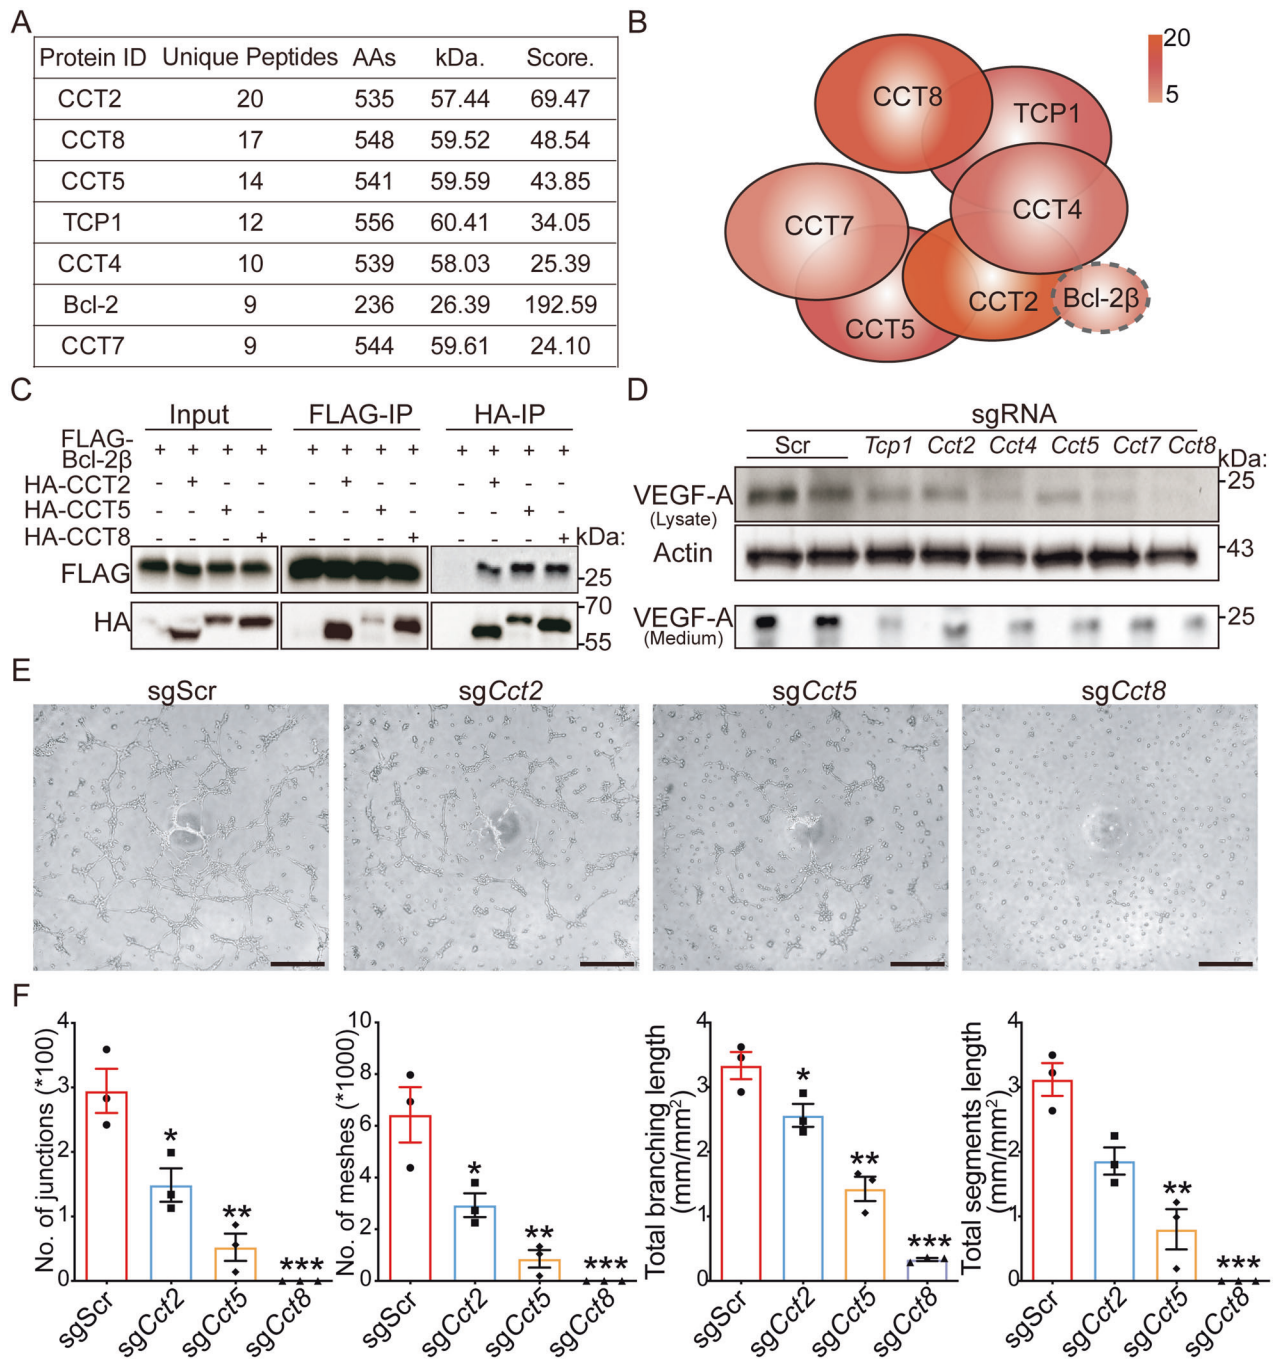 A
Protein ID Unique Peptides AAs kDa. Score.
CCT2 20 535 57.44 69.47
CCT8 17 548 59.52 48.54
CCT5 14 541 59.59 43.85
TCP1 12 556 60.41 34.05
CCT4 10 539 58.03 25.39
Bcl-2 9 236 26.39 192.59
CCT7 9 544 59.61 24.10
B
20
5
CCT8
TCP1
CCT4
CCT7
CCT2
Bcl-2β
CCT5
C
Input FLAG-IP HA-IP
FLAG-
Bcl-2β + + + + + + + + + + + +
HA-CCT2 - + - - - + - - - + - -
HA-CCT5 - - + - - - + - - - + -
HA-CCT8 - - - + - - - + - - - + kDa:
FLAG -25
HA -70
-55
D
sgRNA
Scr Tcp1 Cct2 Cct4 Cct5 Cct7 Cct8
kDa:
VEGF-A -25
(Lysate)
Actin -43
VEGF-A -25
(Medium)
E
sgScr sgCct2 sgCct5 sgCct8
F
No. of junctions (*100)
4
3
2
1
0
* ** ***
sgScr sgCct2 sgCct5 sgCct8
No. of meshes (*1000)
10
8
6
4
2
0
* ** ***
sgScr sgCct2 sgCct5 sgCct8
Total branching length
(mm/mm2)
4
3
2
1
0
* ** ***
sgScr sgCct2 sgCct5 sgCct8
Total segments length
(mm/mm2)
4
3
2
1
0
** ***
sgScr sgCct2 sgCct5 sgCct8